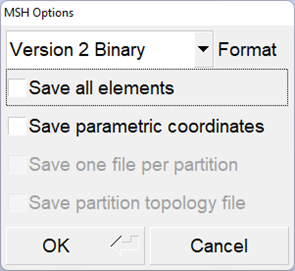 MSH Options
Version 2 Binary Format
Save all elements
Save parametric coordinates
Save one file per partition
Save partition topology file
OK Cancel